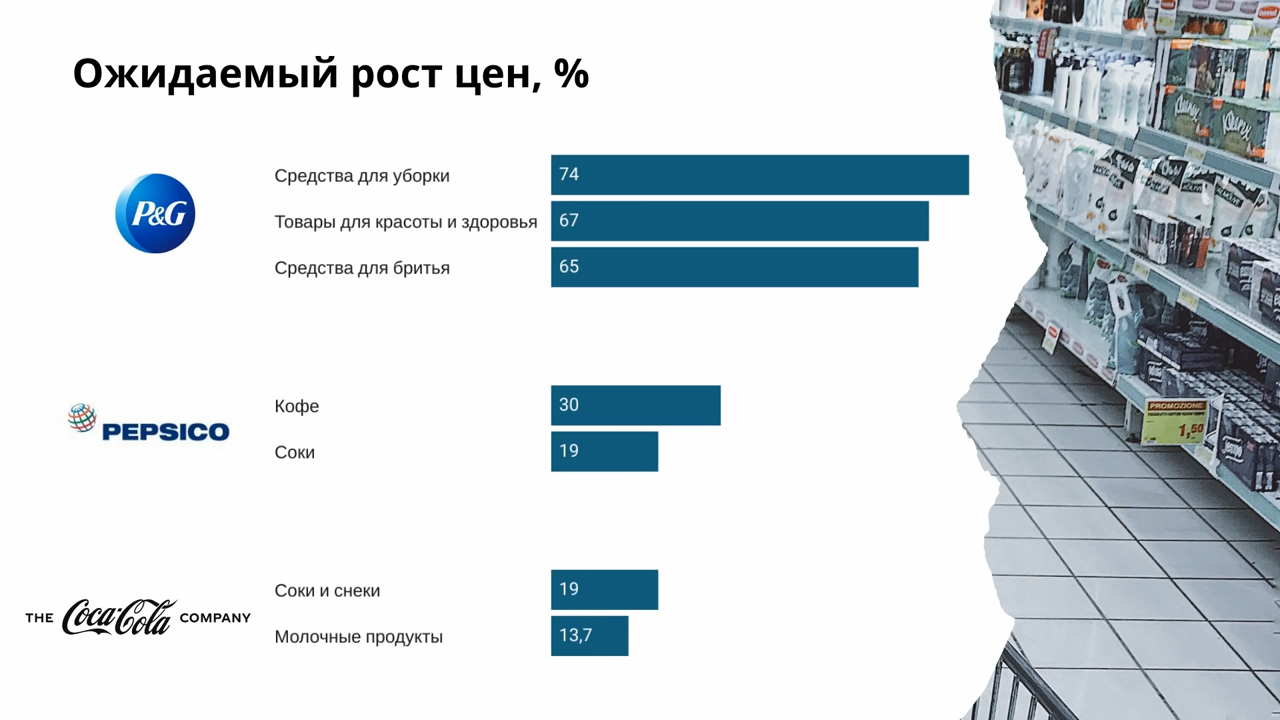 Ожидаемый рост цен, %
P&G
Средства для уборки 74
Товары для красоты и здоровья 67
Средства для бритья 65
PEPSICO
Кофе 30
Соки 19
THE Coca-Cola COMPANY
Соки и снеки 19
Молочные продукты 13,7
PROMOZIONE
1,50